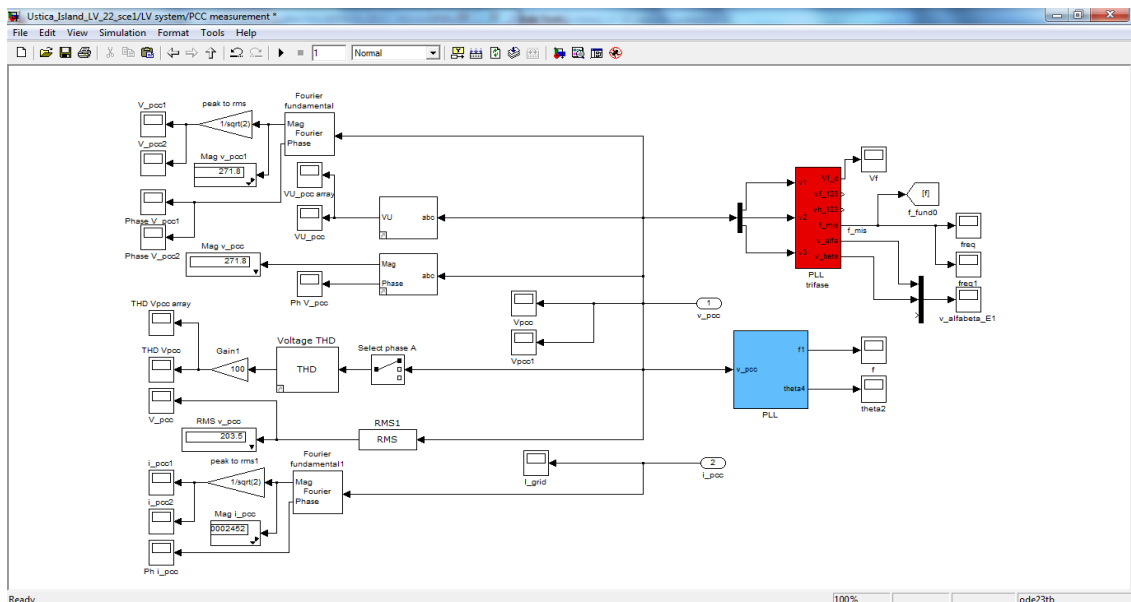 Ustica_Island_LV_22_sce1/LV system/PCC measurement *
File Edit View Simulation Format Tools Help
1 Normal
V_pcc1
peak to rms
Fourier
fundamental
1/sqrt(2)
Mag
Fourier
Phase
V_pcc2
Mag v_pcc1
271.8
VU_pcc array
Phase V_pcc1
VU
abc
VU_pcc
Phase V_pcc2
Mag v_pcc
271.8
Mag
abc
Phase
Ph V_pcc
v1
v2
v3
Vf_d
vf_123
vh_123
f_mis
v_alfa
v_beta
PLL
trifase
Vf
[f]
f_fund0
f_mis
freq
freq1
v_alfabeta_E1
THD Vpcc array
Vpcc
1
v_pcc
Vpcc1
THD Vpcc
Gain1
100
Voltage THD
THD
Select phase A
v_pcc
f1
theta4
PLL
f
theta2
V_pcc
RMS v_pcc
203.5
RMS1
RMS
i_pcc1
peak to rms1
Fourier
fundamental1
1/sqrt(2)
Mag
Fourier
Phase
I_grid
2
i_pcc
i_pcc2
Mag i_pcc
0002452
Ph i_pcc
Ready
100%
ode23tb